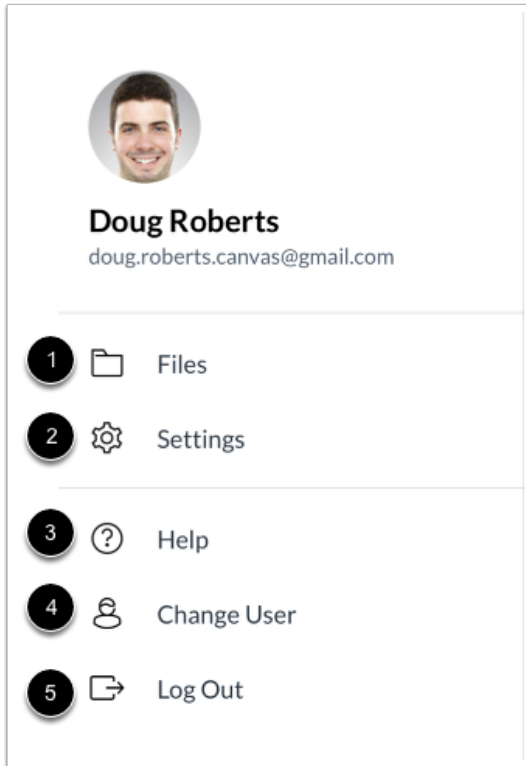 Doug Roberts
doug.roberts.canvas@gmail.com
1 Files
2 Settings
3 Help
4 Change User
5 Log Out